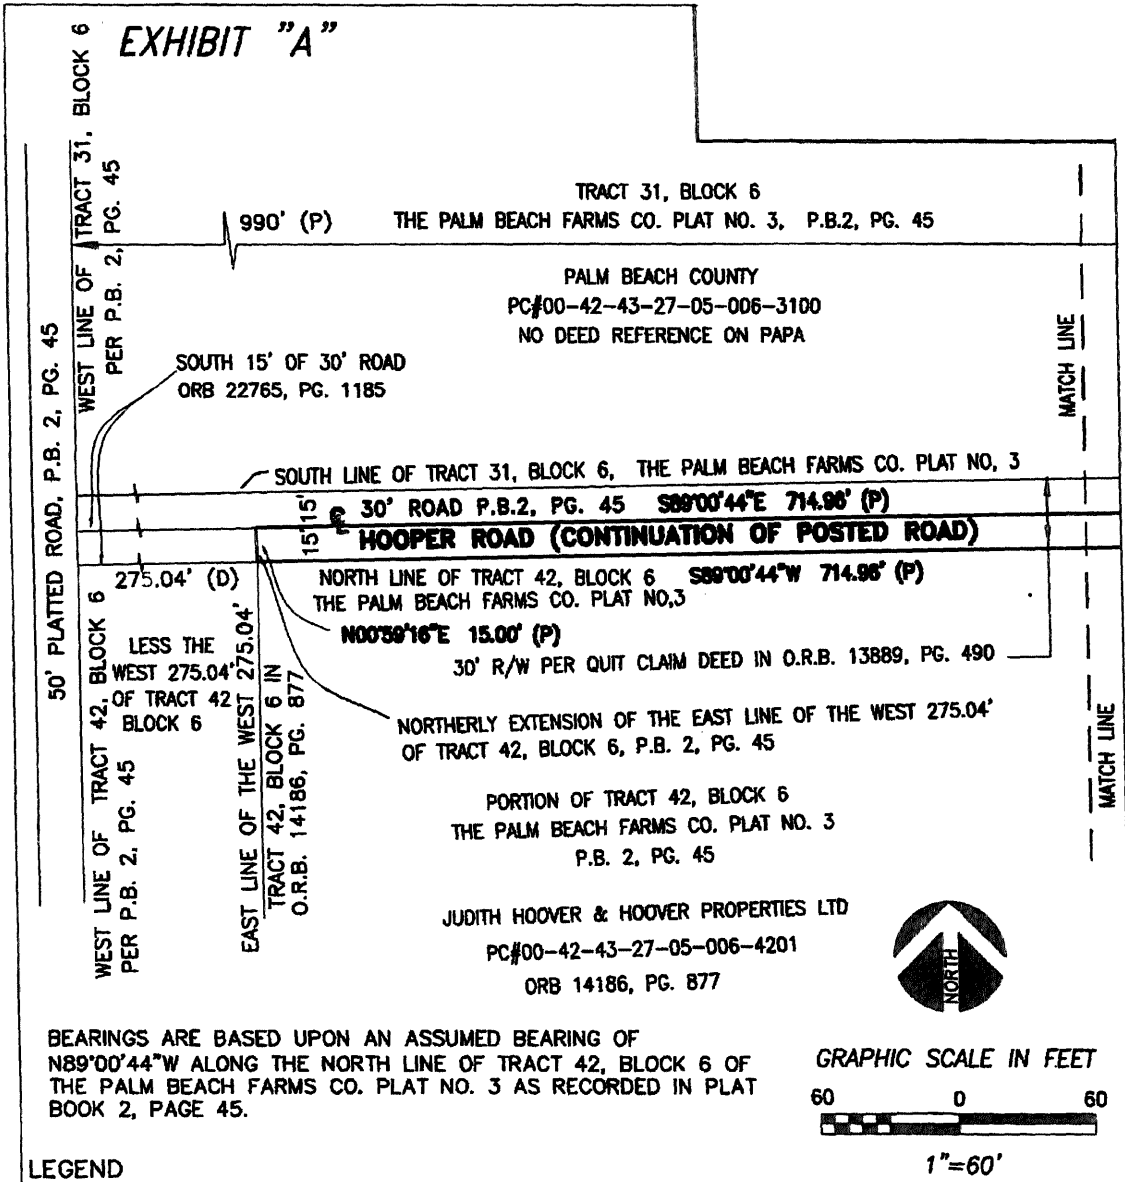 EXHIBIT "A"
WEST LINE OF TRACT 31, BLOCK 6
PER P.B. 2, PG. 45
50' PLATTED ROAD, P.B. 2, PG. 45
990' (P)
TRACT 31, BLOCK 6
THE PALM BEACH FARMS CO. PLAT NO. 3, P.B.2, PG. 45
PALM BEACH COUNTY
PC#00-42-43-27-05-006-3100
NO DEED REFERENCE ON PAPA
MATCH LINE
SOUTH 15' OF 30' ROAD
ORB 22765, PG. 1185
SOUTH LINE OF TRACT 31, BLOCK 6, THE PALM BEACH FARMS CO. PLAT NO, 3
15' 15'
30' ROAD P.B.2, PG. 45 S89°00'44"E 714.96' (P)
HOOPER ROAD (CONTINUATION OF POSTED ROAD)
275.04' (D)
NORTH LINE OF TRACT 42, BLOCK 6 S89°00'44"W 714.96' (P)
THE PALM BEACH FARMS CO. PLAT NO,3
N00°59'16"E 15.00' (P)
30' R/W PER QUIT CLAIM DEED IN O.R.B. 13889, PG. 490
LESS THE
WEST 275.04'
OF TRACT 42
BLOCK 6
WEST LINE OF TRACT 42, BLOCK 6
PER P.B. 2, PG. 45
EAST LINE OF THE WEST 275.04'
TRACT 42, BLOCK 6 IN
O.R.B. 14186, PG. 877
NORTHERLY EXTENSION OF THE EAST LINE OF THE WEST 275.04'
OF TRACT 42, BLOCK 6, P.B. 2, PG. 45
MATCH LINE
PORTION OF TRACT 42, BLOCK 6
THE PALM BEACH FARMS CO. PLAT NO. 3
P.B. 2, PG. 45
JUDITH HOOVER & HOOVER PROPERTIES LTD
PC#00-42-43-27-05-006-4201
ORB 14186, PG. 877
NORTH
BEARINGS ARE BASED UPON AN ASSUMED BEARING OF
N89°00'44"W ALONG THE NORTH LINE OF TRACT 42, BLOCK 6 OF
THE PALM BEACH FARMS CO. PLAT NO. 3 AS RECORDED IN PLAT
BOOK 2, PAGE 45.
GRAPHIC SCALE IN FEET
60 0 60
1"=60'
LEGEND